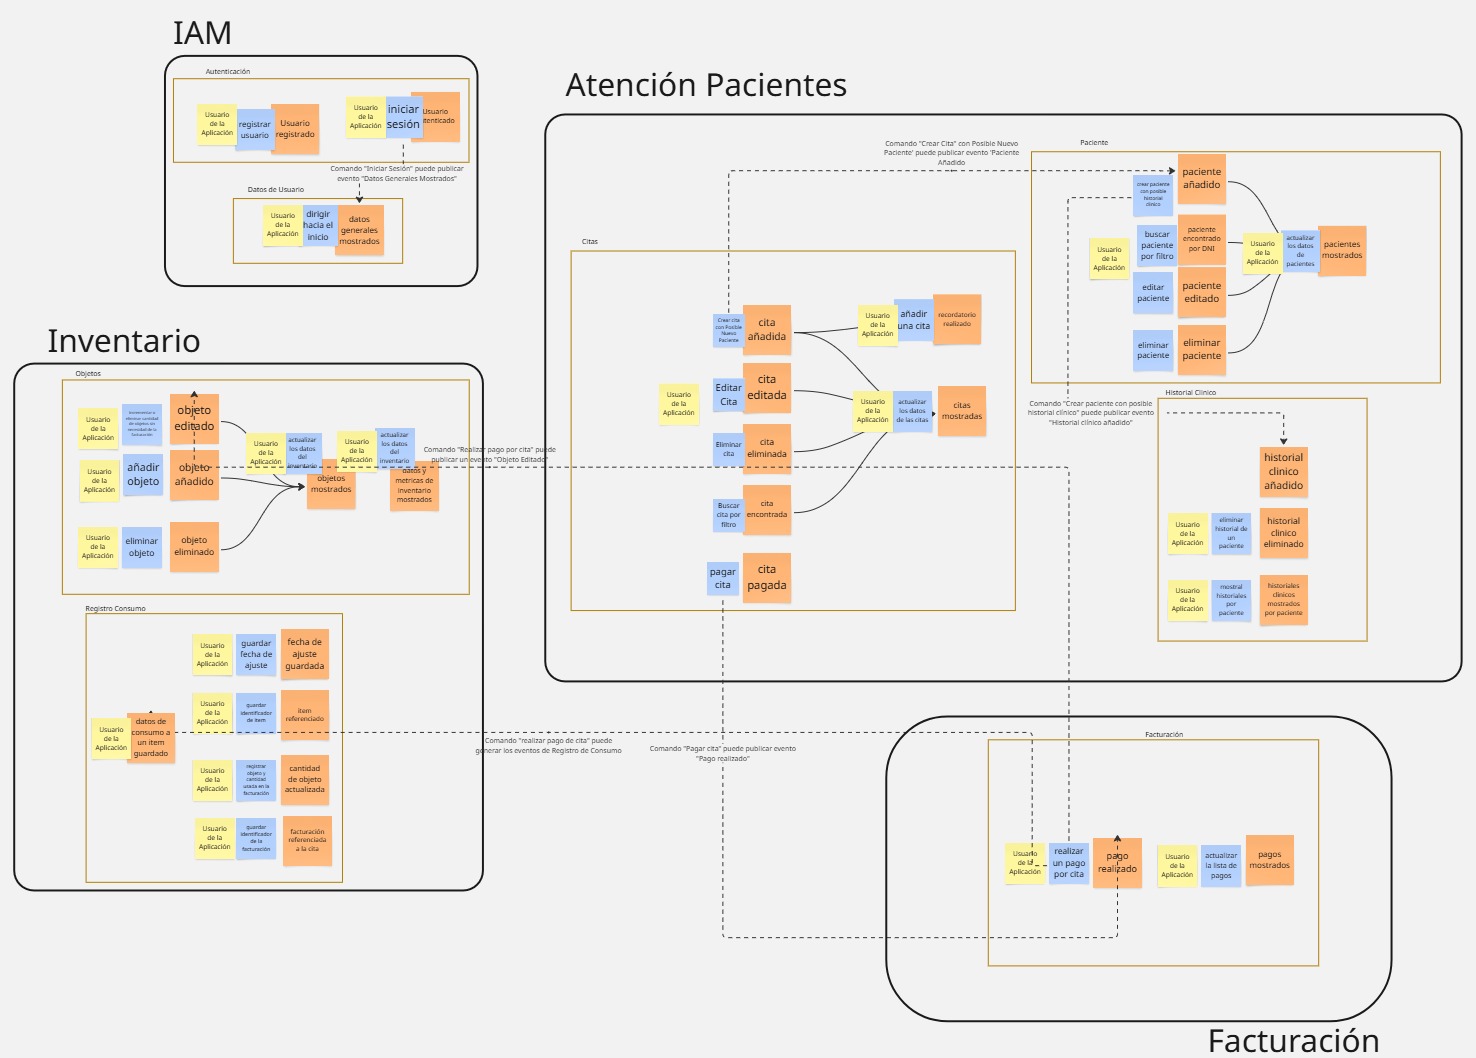 IAM
Autenticación
Usuario
de la
Aplicación
registrar
usuario
Usuario
registrado
Usuario
de la
Aplicación
iniciar
sesión
Usuario
Comando "Iniciar Sesión" puede publicar
evento "Datos Generales Mostrados"
Datos de Usuario
Usuario
de la
Aplicación
dirigir
hacia el
inicio
datos
generales
mostrados
Inventario
Objetos
Usuario
de la
Aplicación
objeto
editado
Usuario
de la
Aplicación
añadir
objeto
objeto
añadido
Usuario
de la
Aplicación
eliminar
objeto
objeto
eliminado
Usuario
de la
Aplicación
actualizar
los datos
del
inventario
objetos
mostrados
Usuario
de la
Aplicación
actualizar
los datos
del
inventario
datos y
metricas de
inventario
mostrados
Comando "Realizar pago por cita" puede
publicar un evento "Objeto Editado"
Registro Consumo
Usuario
de la
Aplicación
guardar
fecha de
ajuste
fecha de
ajuste
guardada
Usuario
de la
Aplicación
guardar
identificador
de item
item
referenciado
Usuario
de la
Aplicación
datos de
consumo a
un item
guardado
Usuario
de la
Aplicación
registrar
objeto y
cantidad
usada en la
facturación
cantidad
de objeto
actualizada
Usuario
de la
Aplicación
guardar
identificador
de la
facturación
facturación
referenciada
a la cita
Comando "realizar pago de cita" puede
generar los eventos de Registro de Consumo
Atención Pacientes
Comando "Crear Cita" con Posible Nuevo
Paciente' puede publicar evento 'Paciente
Añadido
Citas
Crear cita
con Posible
Nuevo
Paciente
cita
añadida
Usuario
de la
Aplicación
añadir
una cita
recordatorio
realizado
Usuario
de la
Aplicación
Editar
Cita
cita
editada
Usuario
de la
Aplicación
actualizar
los datos
de las citas
citas
mostradas
Eliminar
cita
cita
eliminada
Buscar
cita por
filtro
cita
encontrada
pagar
cita
cita
pagada
Comando "Pagar cita" puede publicar evento
"Pago realizado"
Paciente
crear paciente
con posible
historial
clínico
paciente
añadido
Usuario
de la
Aplicación
buscar
paciente
por filtro
paciente
encontrado
por DNI
editar
paciente
paciente
editado
eliminar
paciente
eliminar
paciente
Usuario
de la
Aplicación
actualizar
los datos
de
pacientes
pacientes
mostrados
Comando "Crear paciente con posible
historial clínico" puede publicar evento
"Historial clínico añadido"
Historial Clínico
historial
clinico
añadido
Usuario
de la
Aplicación
eliminar
historial de
un
paciente
historial
clinico
eliminado
Usuario
de la
Aplicación
mostral
historiales
por
paciente
historiales
clinicos
mostrados
por paciente
Facturación
Usuario
de la
Aplicación
realizar
un pago
por cita
pago
realizado
Usuario
de la
Aplicación
actualizar
la lista de
pagos
pagos
mostrados
Facturación